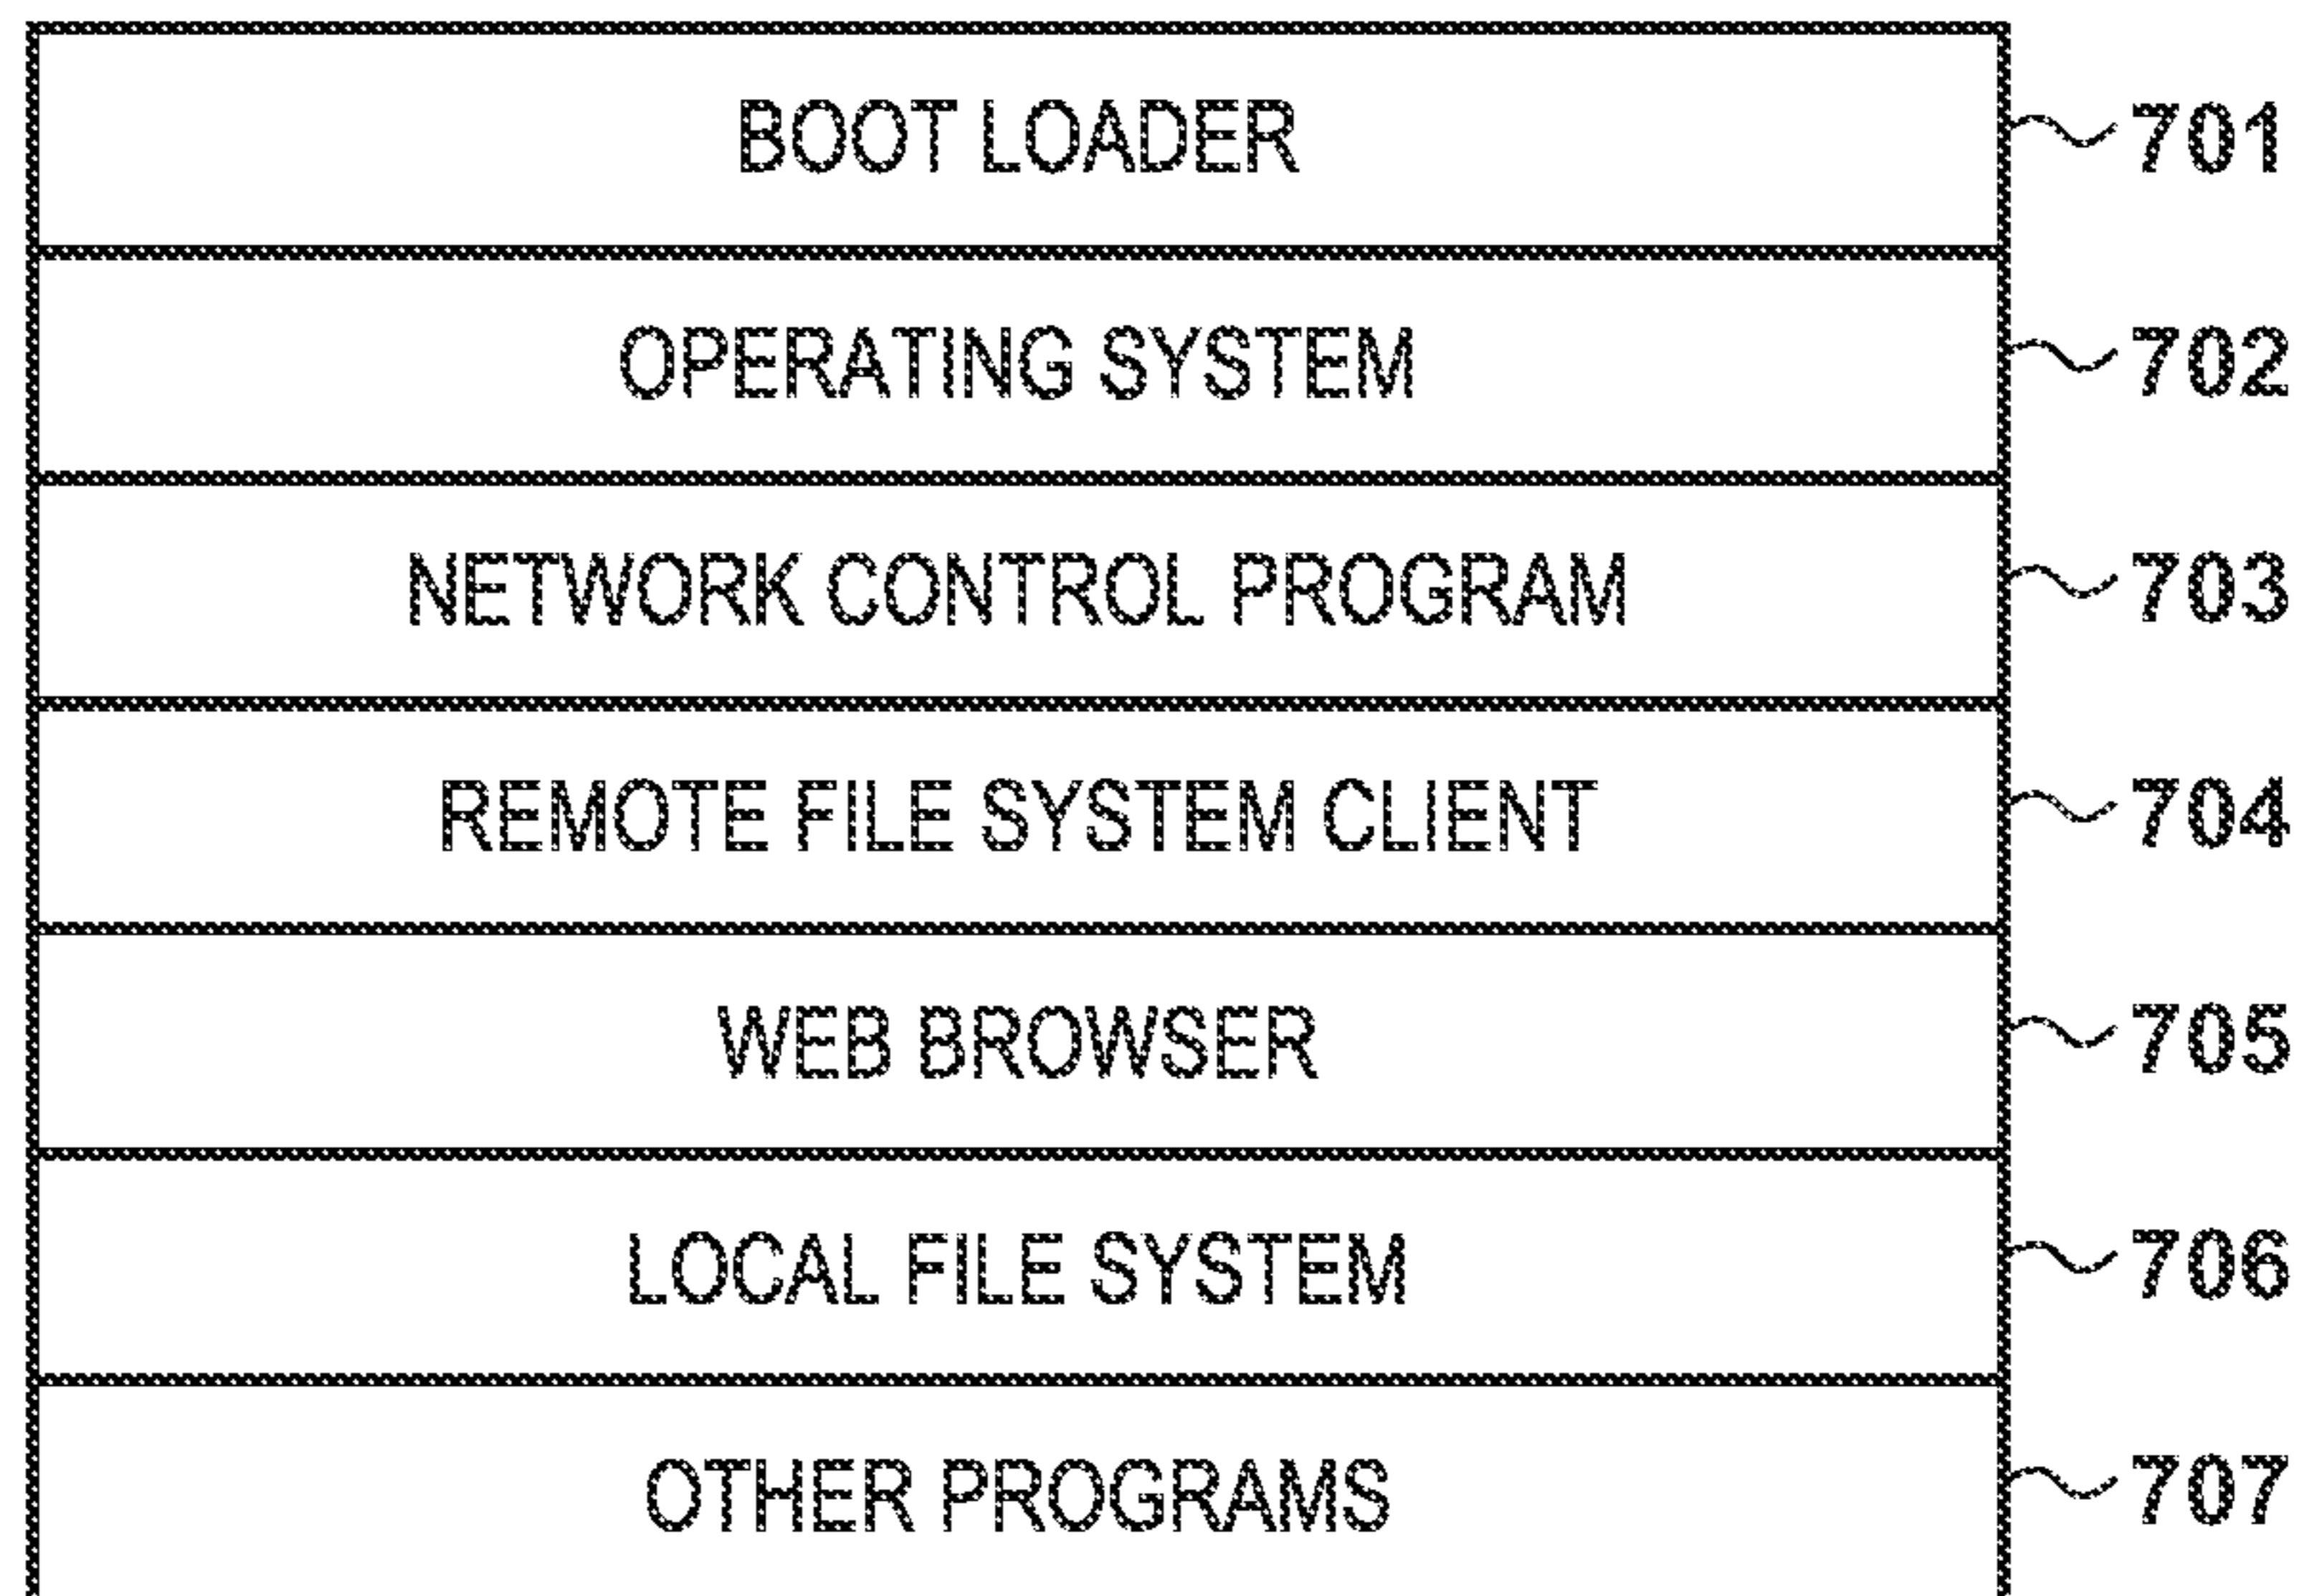 BOOT LOADER 701
OPERATING SYSTEM 702
NETWORK CONTROL PROGRAM 703
REMOTE FILE SYSTEM CLIENT 704
WEB BROWSER 705
LOCAL FILE SYSTEM 706
OTHER PROGRAMS 707